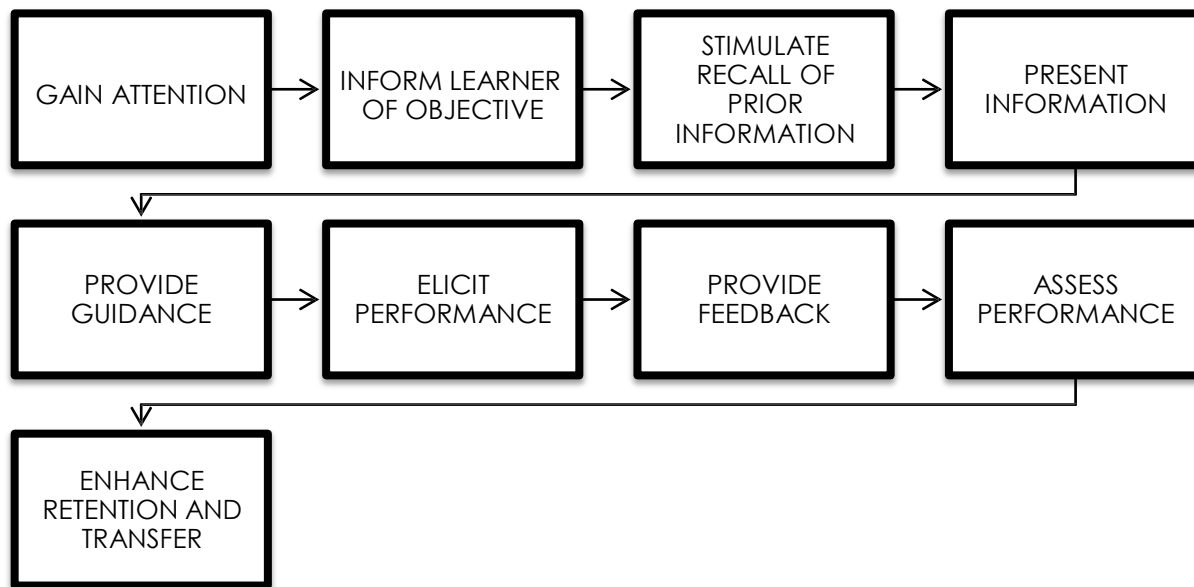 GAIN ATTENTION
INFORM LEARNER
OF OBJECTIVE
STIMULATE
RECALL OF
PRIOR
INFORMATION
PRESENT
INFORMATION
PROVIDE
GUIDANCE
ELICIT
PERFORMANCE
PROVIDE
FEEDBACK
ASSESS
PERFORMANCE
ENHANCE
RETENTION AND
TRANSFER